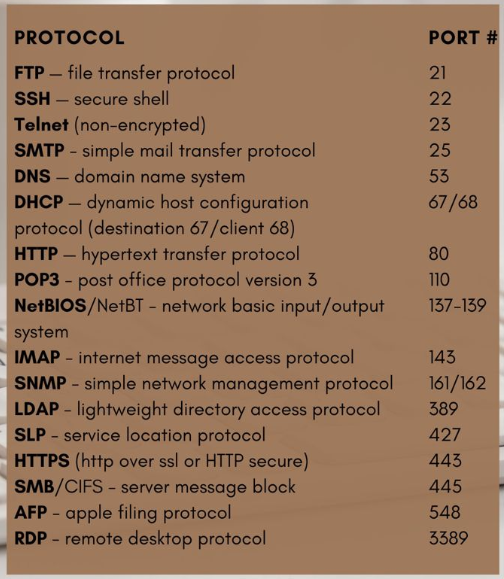 PROTOCOL PORT #
FTP — file transfer protocol 21
SSH — secure shell 22
Telnet (non-encrypted) 23
SMTP - simple mail transfer protocol 25
DNS — domain name system 53
DHCP — dynamic host configuration 67/68
protocol (destination 67/client 68)
HTTP — hypertext transfer protocol 80
POP3 - post office protocol version 3 110
NetBIOS/NetBT - network basic input/output 137-139
system
IMAP - internet message access protocol 143
SNMP - simple network management protocol 161/162
LDAP - lightweight directory access protocol 389
SLP - service location protocol 427
HTTPS (http over ssl or HTTP secure) 443
SMB/CIFS - server message block 445
AFP - apple filing protocol 548
RDP - remote desktop protocol 3389